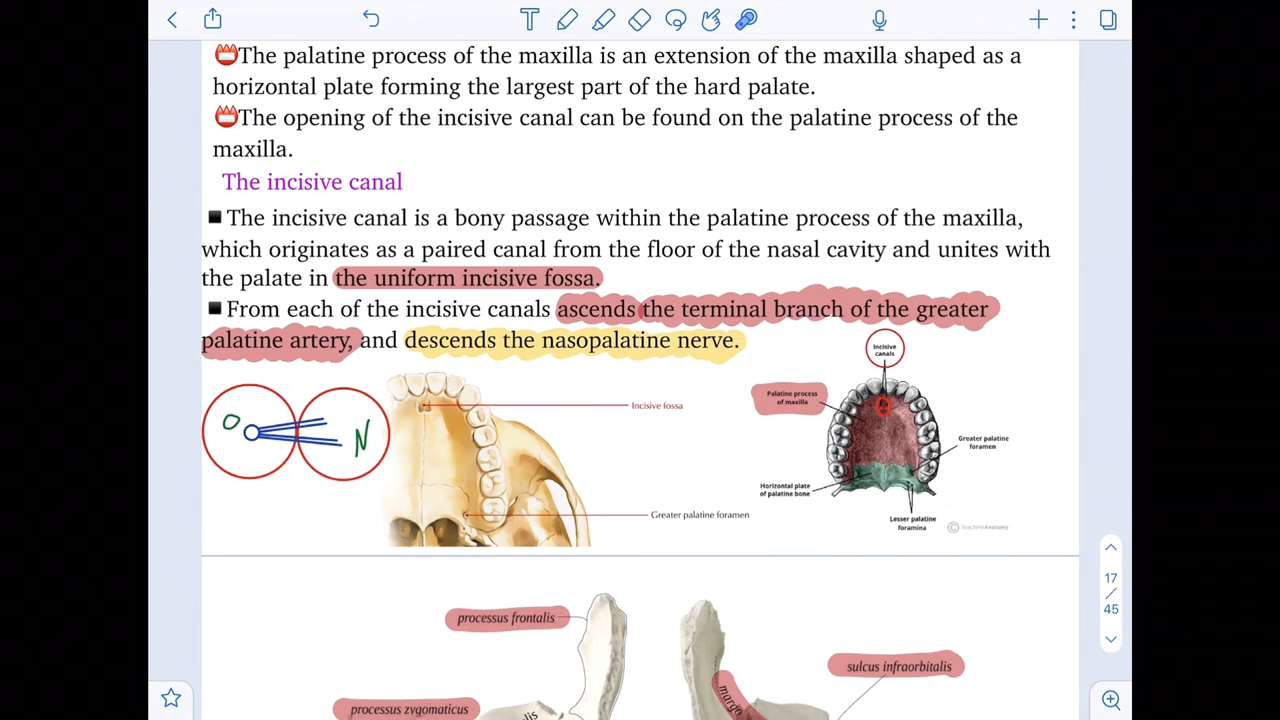 The palatine process of the maxilla is an extension of the maxilla shaped as a
horizontal plate forming the largest part of the hard palate.
The opening of the incisive canal can be found on the palatine process of the
maxilla.
The incisive canal
The incisive canal is a bony passage within the palatine process of the maxilla,
which originates as a paired canal from the floor of the nasal cavity and unites with
the palate in the uniform incisive fossa.
From each of the incisive canals ascends the terminal branch of the greater
palatine artery, and descends the nasopalatine nerve.
O
N
Incisive fossa
Greater palatine foramen
Incisive
canals
Palatine process
of maxilla
Greater palatine
foramen
Horizontal plate
of palatine bone
Lesser palatine
foramina
© TeachMeAnatomy
processus frontalis
sulcus infraorbitalis
processus zygomaticus
margo
17
/
45